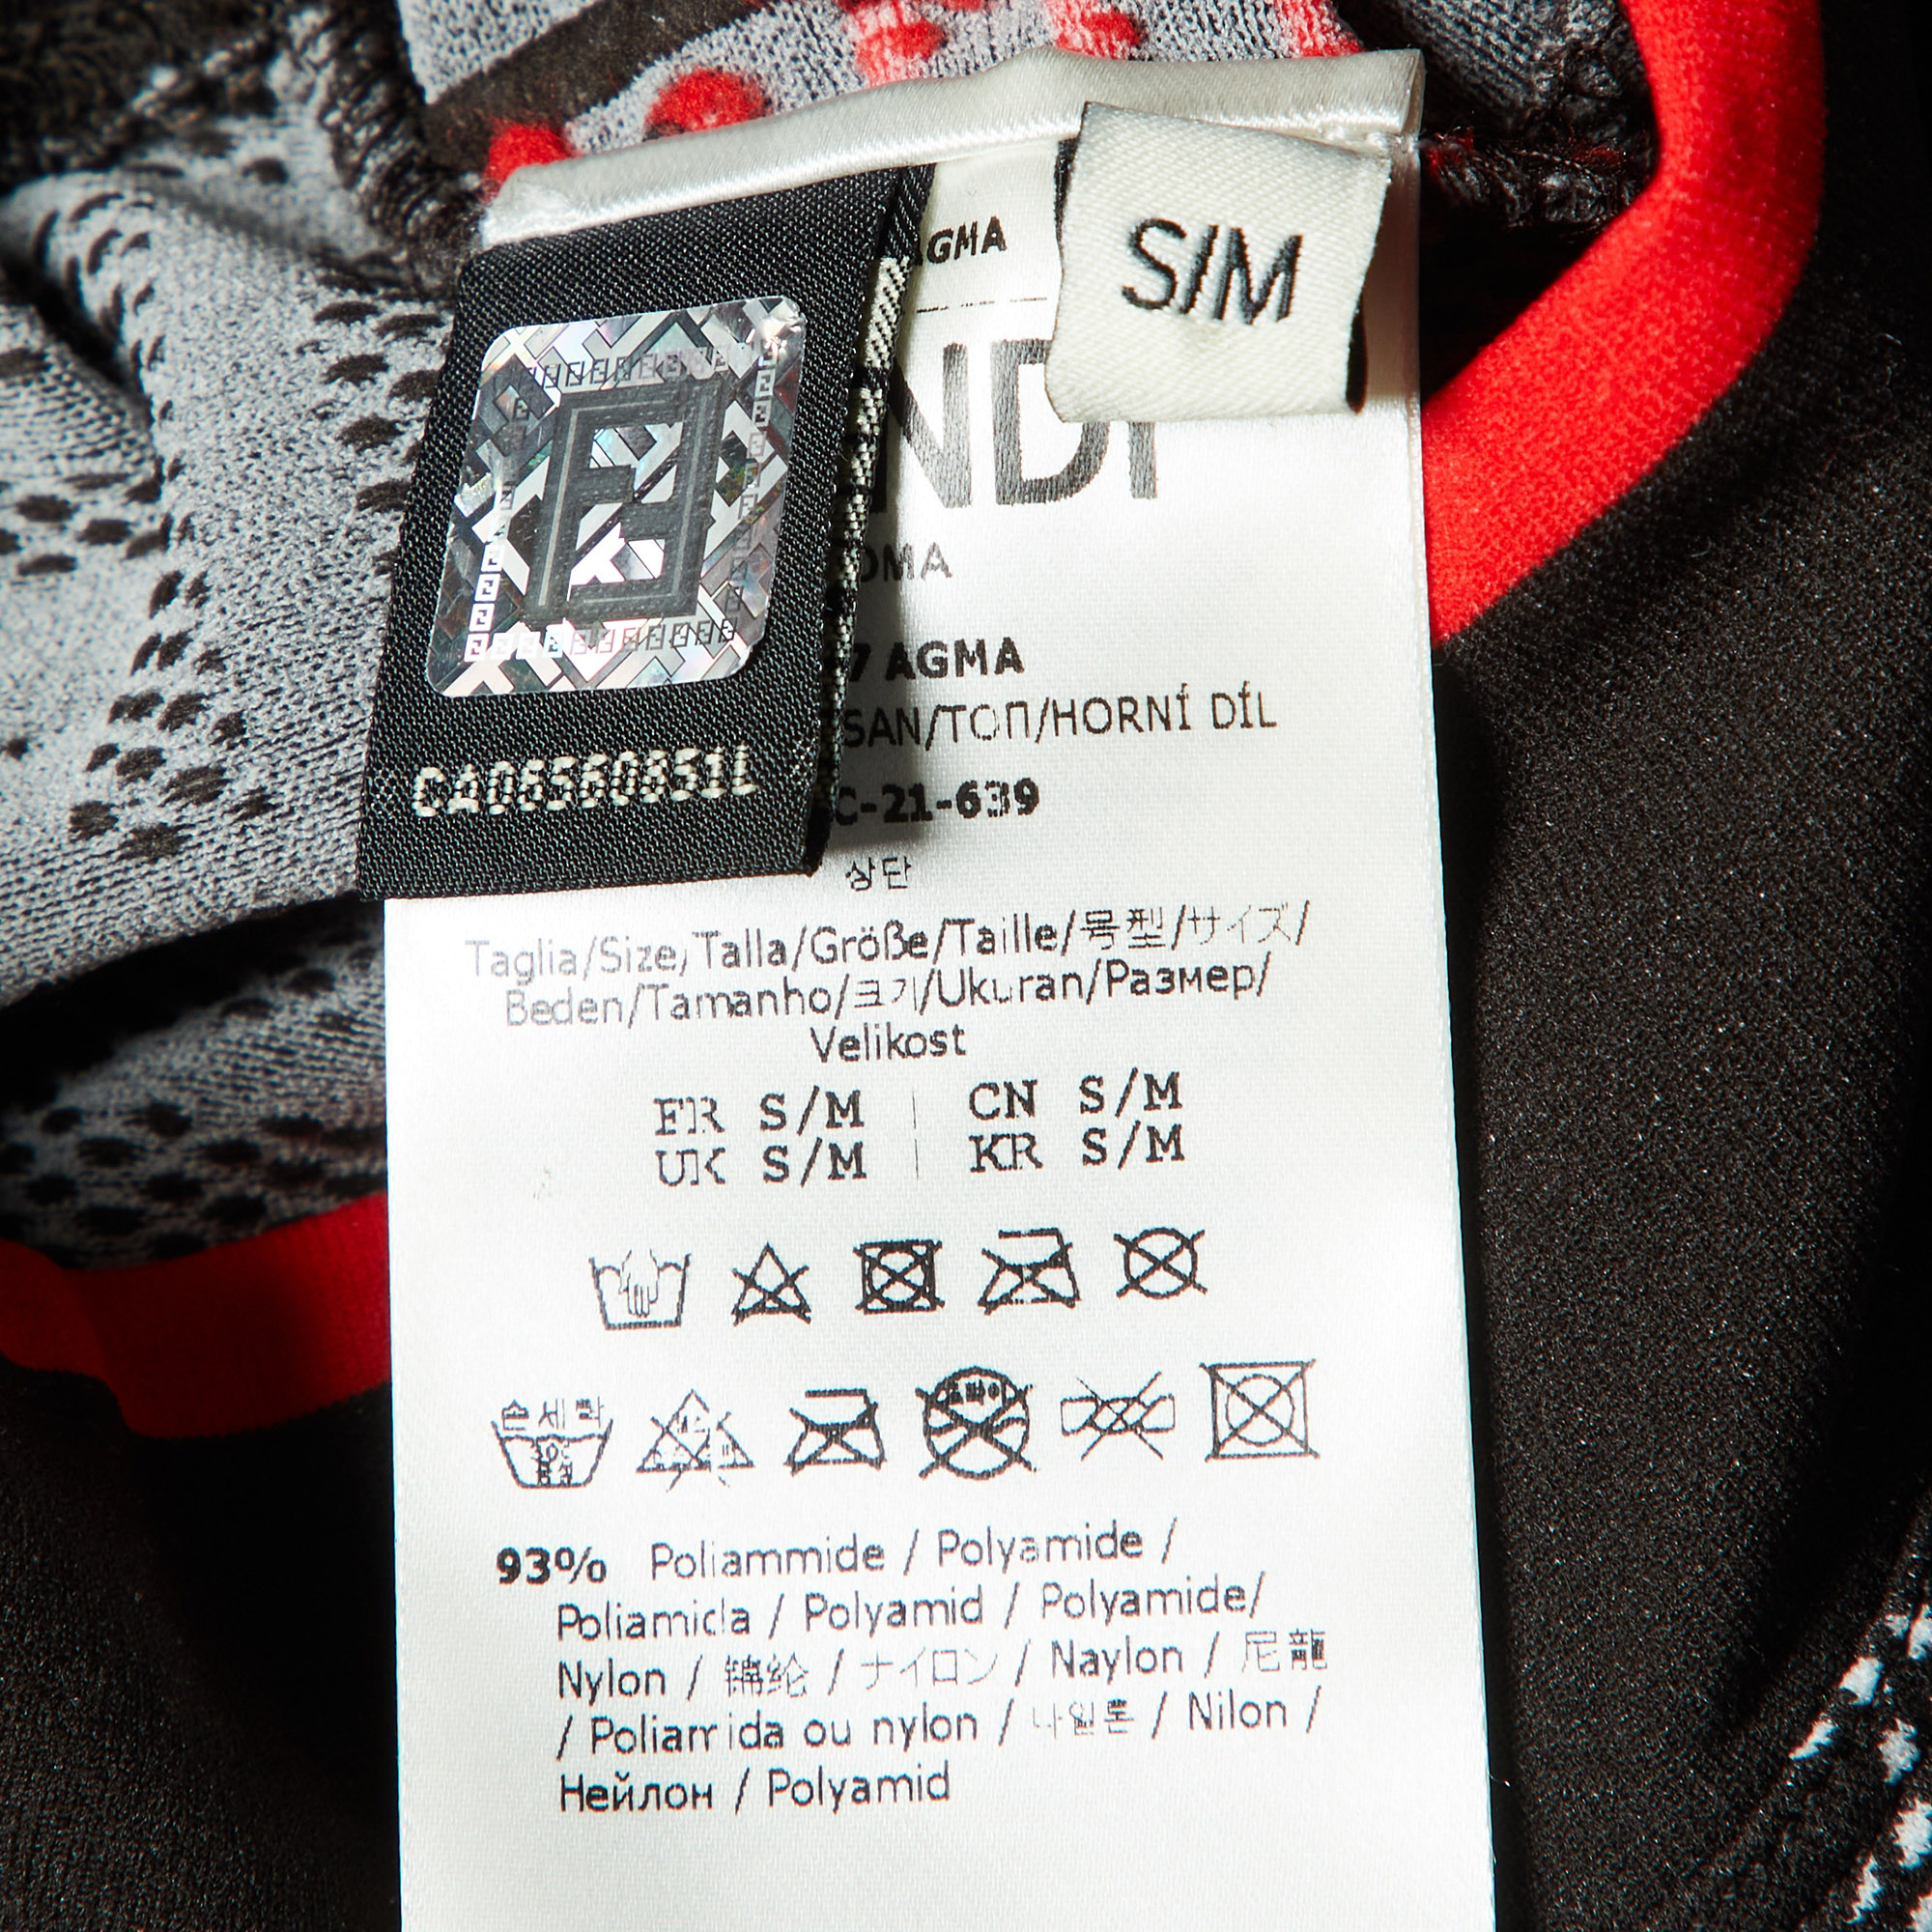 AGMA
S/M
NDI
OMA
7 AGMA
SAN/ТОП/HORNÍ DÍL
CA06560851L
C-21-639
상단
Taglia/Size/Talla/Größe/Taille/号型/サイズ/
Beden/Tamanho/크기/Ukuran/Размер/
Velikost
FR S/M | CN S/M
UK S/M | KR S/M
손세탁
93% Poliammide / Polyamide /
Poliamida / Polyamid / Polyamide/
Nylon / 锦纶 / ナイロン / Naylon / 尼龍
/ Poliamida ou nylon / 나일론 / Nilon /
Нейлон / Polyamid